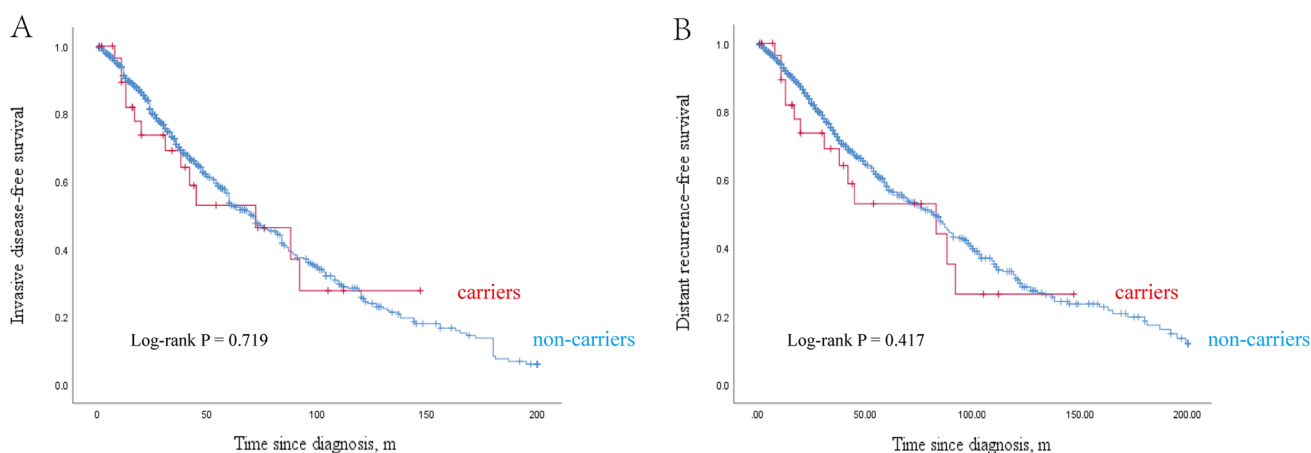 A
Invasive disease-free survival
1.0
0.8
0.6
0.4
0.2
0.0
carriers
non-carriers
Log-rank P = 0.719
0
50
100
150
200
Time since diagnosis, m
B
Distant recurrence-free survival
1.0
0.8
0.6
0.4
0.2
0.0
carriers
non-carriers
Log-rank P = 0.417
.00
50.00
100.00
150.00
200.00
Time since diagnosis, m